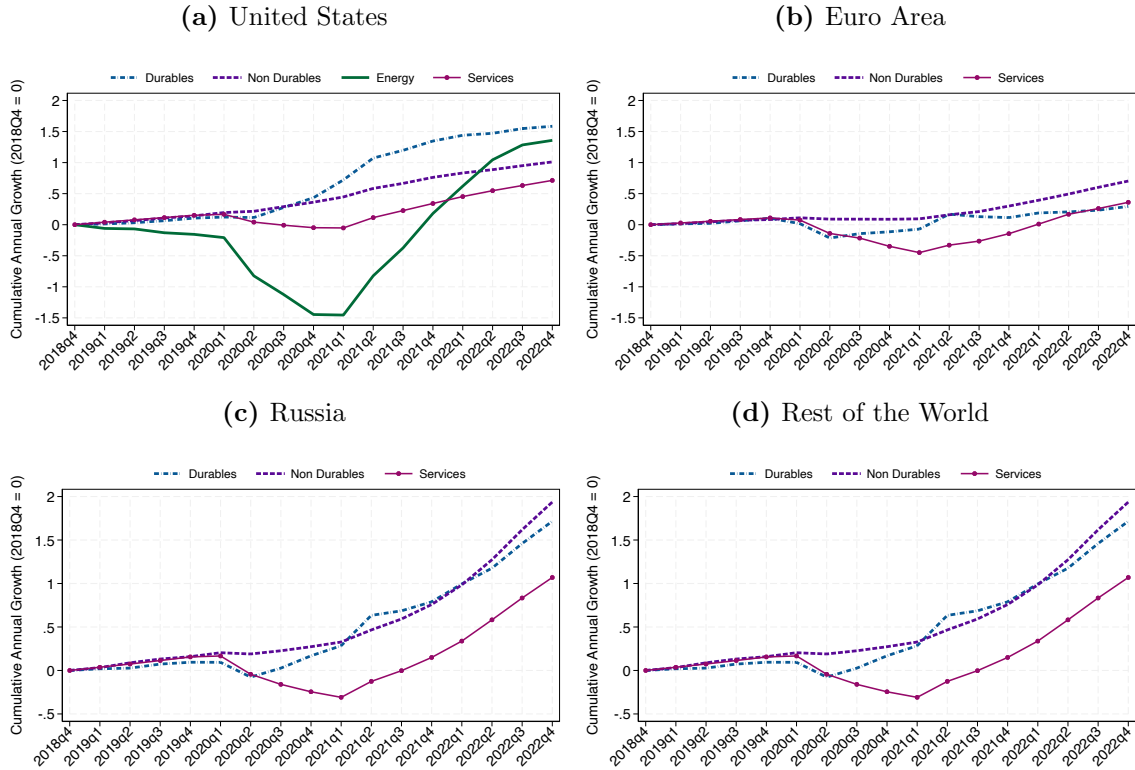 (a) United States
Durables Non Durables Energy Services
Cumulative Annual Growth (2018Q4 = 0)
2
1.5
1
.5
0
-.5
-1
-1.5
2018q4 2019q1 2019q2 2019q3 2019q4 2020q1 2020q2 2020q3 2020q4 2021q1 2021q2 2021q3 2021q4 2022q1 2022q2 2022q3 2022q4
(b) Euro Area
Durables Non Durables Services
Cumulative Annual Growth (2018Q4 = 0)
2
1.5
1
.5
0
-.5
-1
-1.5
2018q4 2019q1 2019q2 2019q3 2019q4 2020q1 2020q2 2020q3 2020q4 2021q1 2021q2 2021q3 2021q4 2022q1 2022q2 2022q3 2022q4
(c) Russia
Durables Non Durables Services
Cumulative Annual Growth (2018Q4 = 0)
2
1.5
1
.5
0
-.5
2018q4 2019q1 2019q2 2019q3 2019q4 2020q1 2020q2 2020q3 2020q4 2021q1 2021q2 2021q3 2021q4 2022q1 2022q2 2022q3 2022q4
(d) Rest of the World
Durables Non Durables Services
Cumulative Annual Growth (2018Q4 = 0)
2
1.5
1
.5
0
-.5
2018q4 2019q1 2019q2 2019q3 2019q4 2020q1 2020q2 2020q3 2020q4 2021q1 2021q2 2021q3 2021q4 2022q1 2022q2 2022q3 2022q4